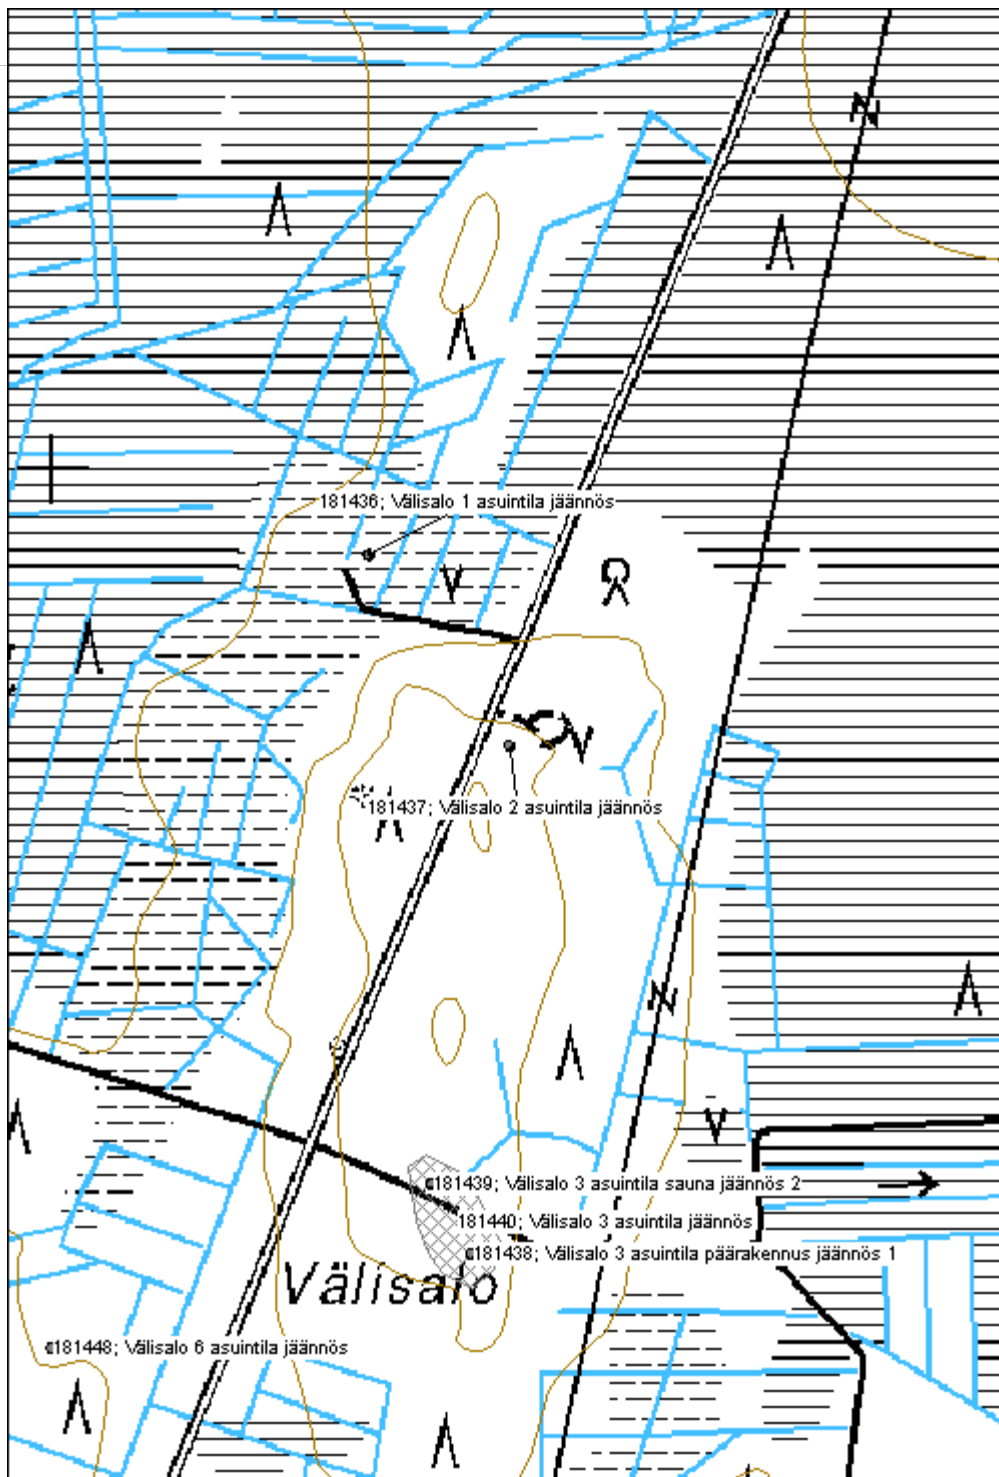 181436; Välisalo 1 asuintila jäännös
181437; Välisalo 2 asuintila jäännös
181439; Välisalo 3 asuintila sauna jäännös 2
181440; Välisalo 3 asuintila jäännös
181438; Välisalo 3 asuintila päärakennus jäännös 1
Välisalo
181448; Välisalo 6 asuintila jäännös